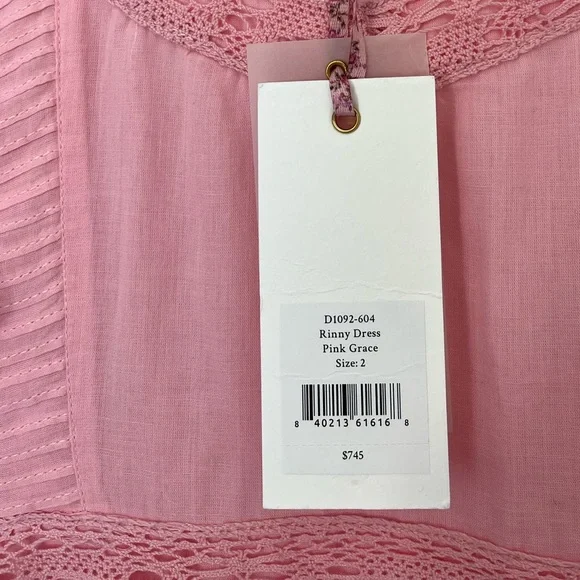 D1092-604
Rinny Dress
Pink Grace
Size: 2
8 40213 61616 8
$745